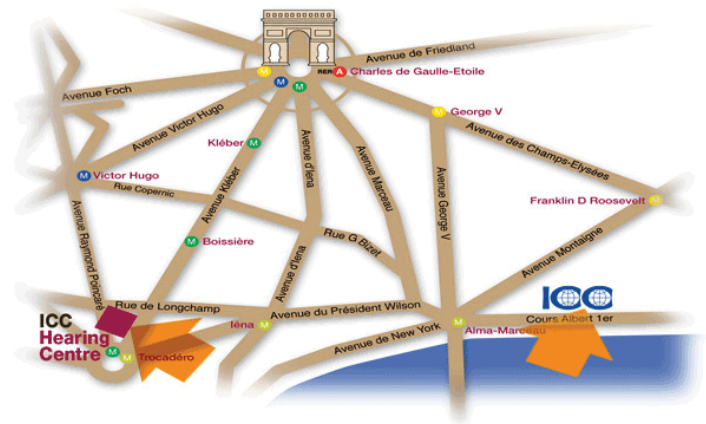 Avenue de Friedland
RER A Charles de Gaulle-Etoile
M
M
M
Avenue Foch
M George V
Avenue Victor Hugo
Kléber M
Avenue d'Iena
Avenue Marceau
Avenue des Champs-Elysées
M Victor Hugo
Rue Copernic
Avenue Kléber
Avenue George V
Franklin D Roosevelt M
Avenue Raymond Poincaré
M Boissière
Rue G Bizet
Avenue d'Iena
Avenue Montaigne
ICC
Rue de Longchamp
Avenue du Président Wilson
Cours Albert 1er
ICC
Hearing
Centre
Iéna M
Avenue de New York
M
Alma-Marceau
M M
Trocadéro